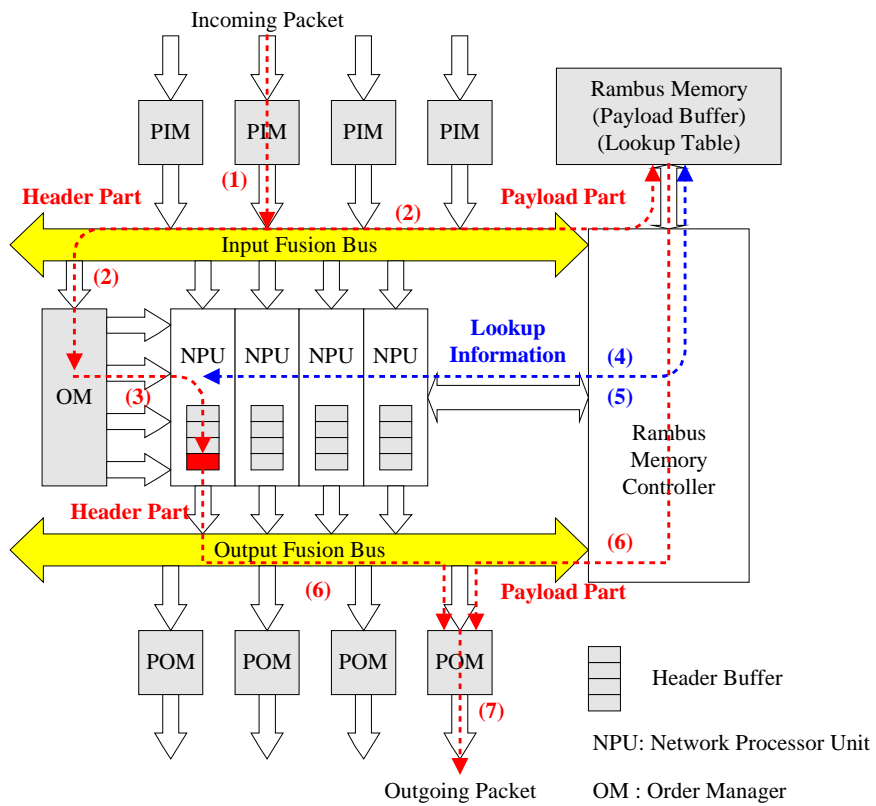 Incoming Packet
PIM
PIM
PIM
PIM
Rambus Memory
(Payload Buffer)
(Lookup Table)
(1)
Header Part
(2)
Payload Part
Input Fusion Bus
(2)
NPU
NPU
NPU
NPU
Lookup
Information
(4)
(5)
OM
(3)
Rambus
Memory
Controller
Header Part
Output Fusion Bus
(6)
(6)
Payload Part
POM
POM
POM
POM
(7)
Header Buffer
NPU: Network Processor Unit
Outgoing Packet
OM : Order Manager